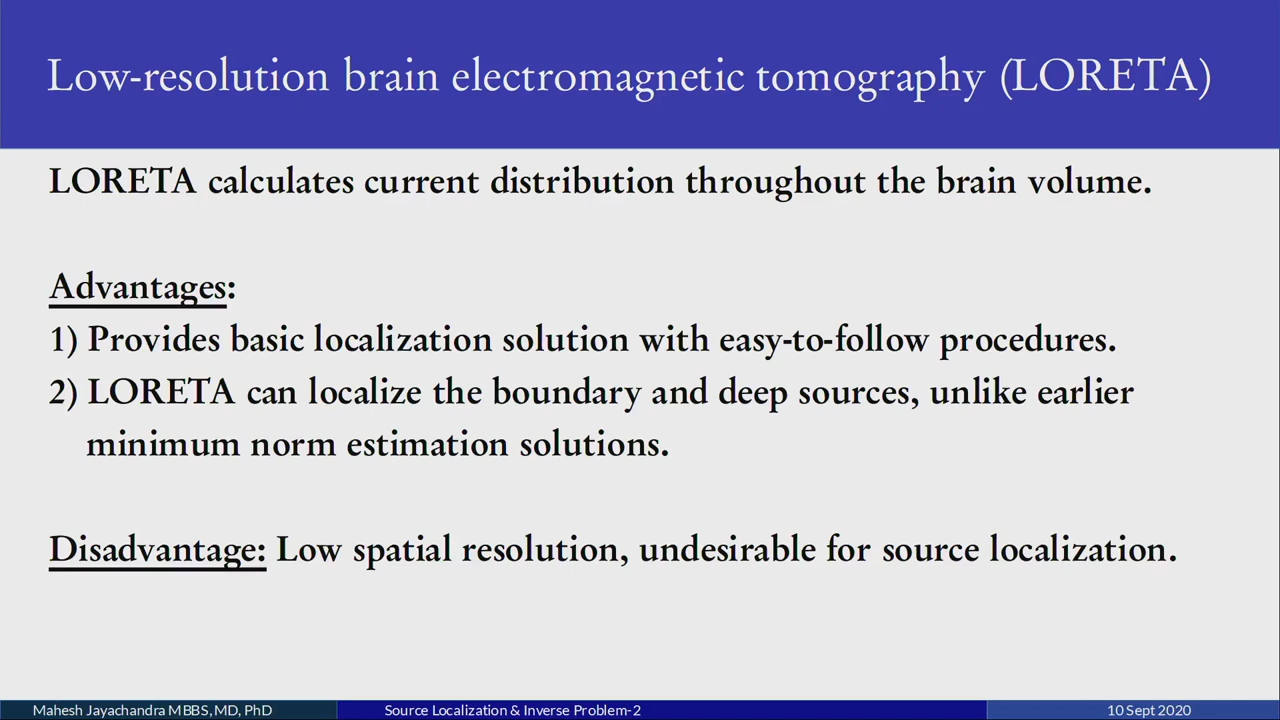 Low-resolution brain electromagnetic tomography (LORETA)
LORETA calculates current distribution throughout the brain volume.
Advantages:
1) Provides basic localization solution with easy-to-follow procedures.
2) LORETA can localize the boundary and deep sources, unlike earlier
minimum norm estimation solutions.
Disadvantage: Low spatial resolution, undesirable for source localization.
Mahesh Jayachandra MBBS, MD, PhD
Source Localization & Inverse Problem-2
10 Sept 2020